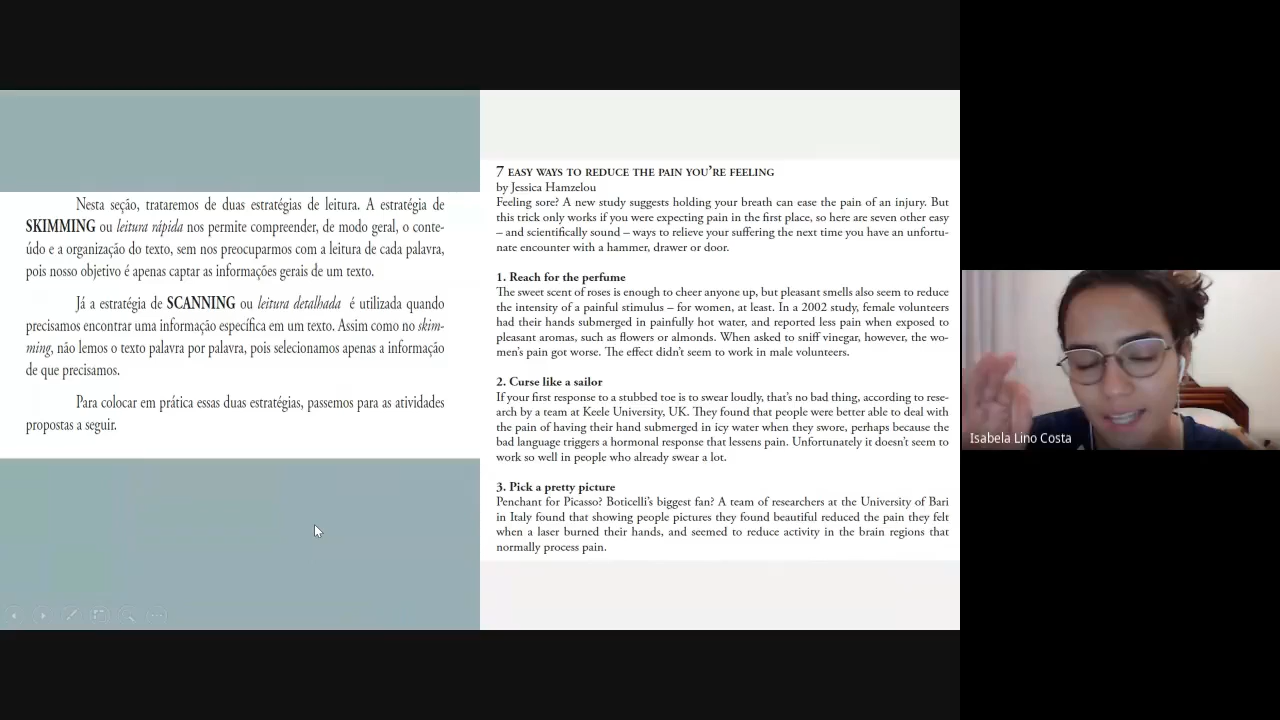 Nesta seção, trataremos de duas estratégias de leitura. A estratégia de
SKIMMING ou leitura rápida nos permite compreender, de modo geral, o conte-
údo e a organização do texto, sem nos preocuparmos com a leitura de cada palavra,
pois nosso objetivo é apenas captar as informações gerais de um texto.
Já a estratégia de SCANNING ou leitura detalhada é utilizada quando
precisamos encontrar uma informação específica em um texto. Assim como no skim-
ming, não lemos o texto palavra por palavra, pois selecionamos apenas a informação
de que precisamos.
Para colocar em prática essas duas estratégias, passemos para as atividades
propostas a seguir.
7 EASY WAYS TO REDUCE THE PAIN YOU'RE FEELING
by Jessica Hamzelou
Feeling sore? A new study suggests holding your breath can ease the pain of an injury. But
this trick only works if you were expecting pain in the first place, so here are seven other easy
– and scientifically sound – ways to relieve your suffering the next time you have an unfortu-
nate encounter with a hammer, drawer or door.
1. Reach for the perfume
The sweet scent of roses is enough to cheer anyone up, but pleasant smells also seem to reduce
the intensity of a painful stimulus – for women, at least. In a 2002 study, female volunteers
had their hands submerged in painfully hot water, and reported less pain when exposed to
pleasant aromas, such as flowers or almonds. When asked to sniff vinegar, however, the wo-
men's pain got worse. The effect didn't seem to work in male volunteers.
2. Curse like a sailor
If your first response to a stubbed toe is to swear loudly, that's no bad thing, according to rese-
arch by a team at Keele University, UK. They found that people were better able to deal with
the pain of having their hand submerged in icy water when they swore, perhaps because the
bad language triggers a hormonal response that lessens pain. Unfortunately it doesn't seem to
work so well in people who already swear a lot.
3. Pick a pretty picture
Penchant for Picasso? Boticelli's biggest fan? A team of researchers at the University of Bari
in Italy found that showing people pictures they found beautiful reduced the pain they felt
when a laser burned their hands, and seemed to reduce activity in the brain regions that
normally process pain.
Isabela Lino Costa